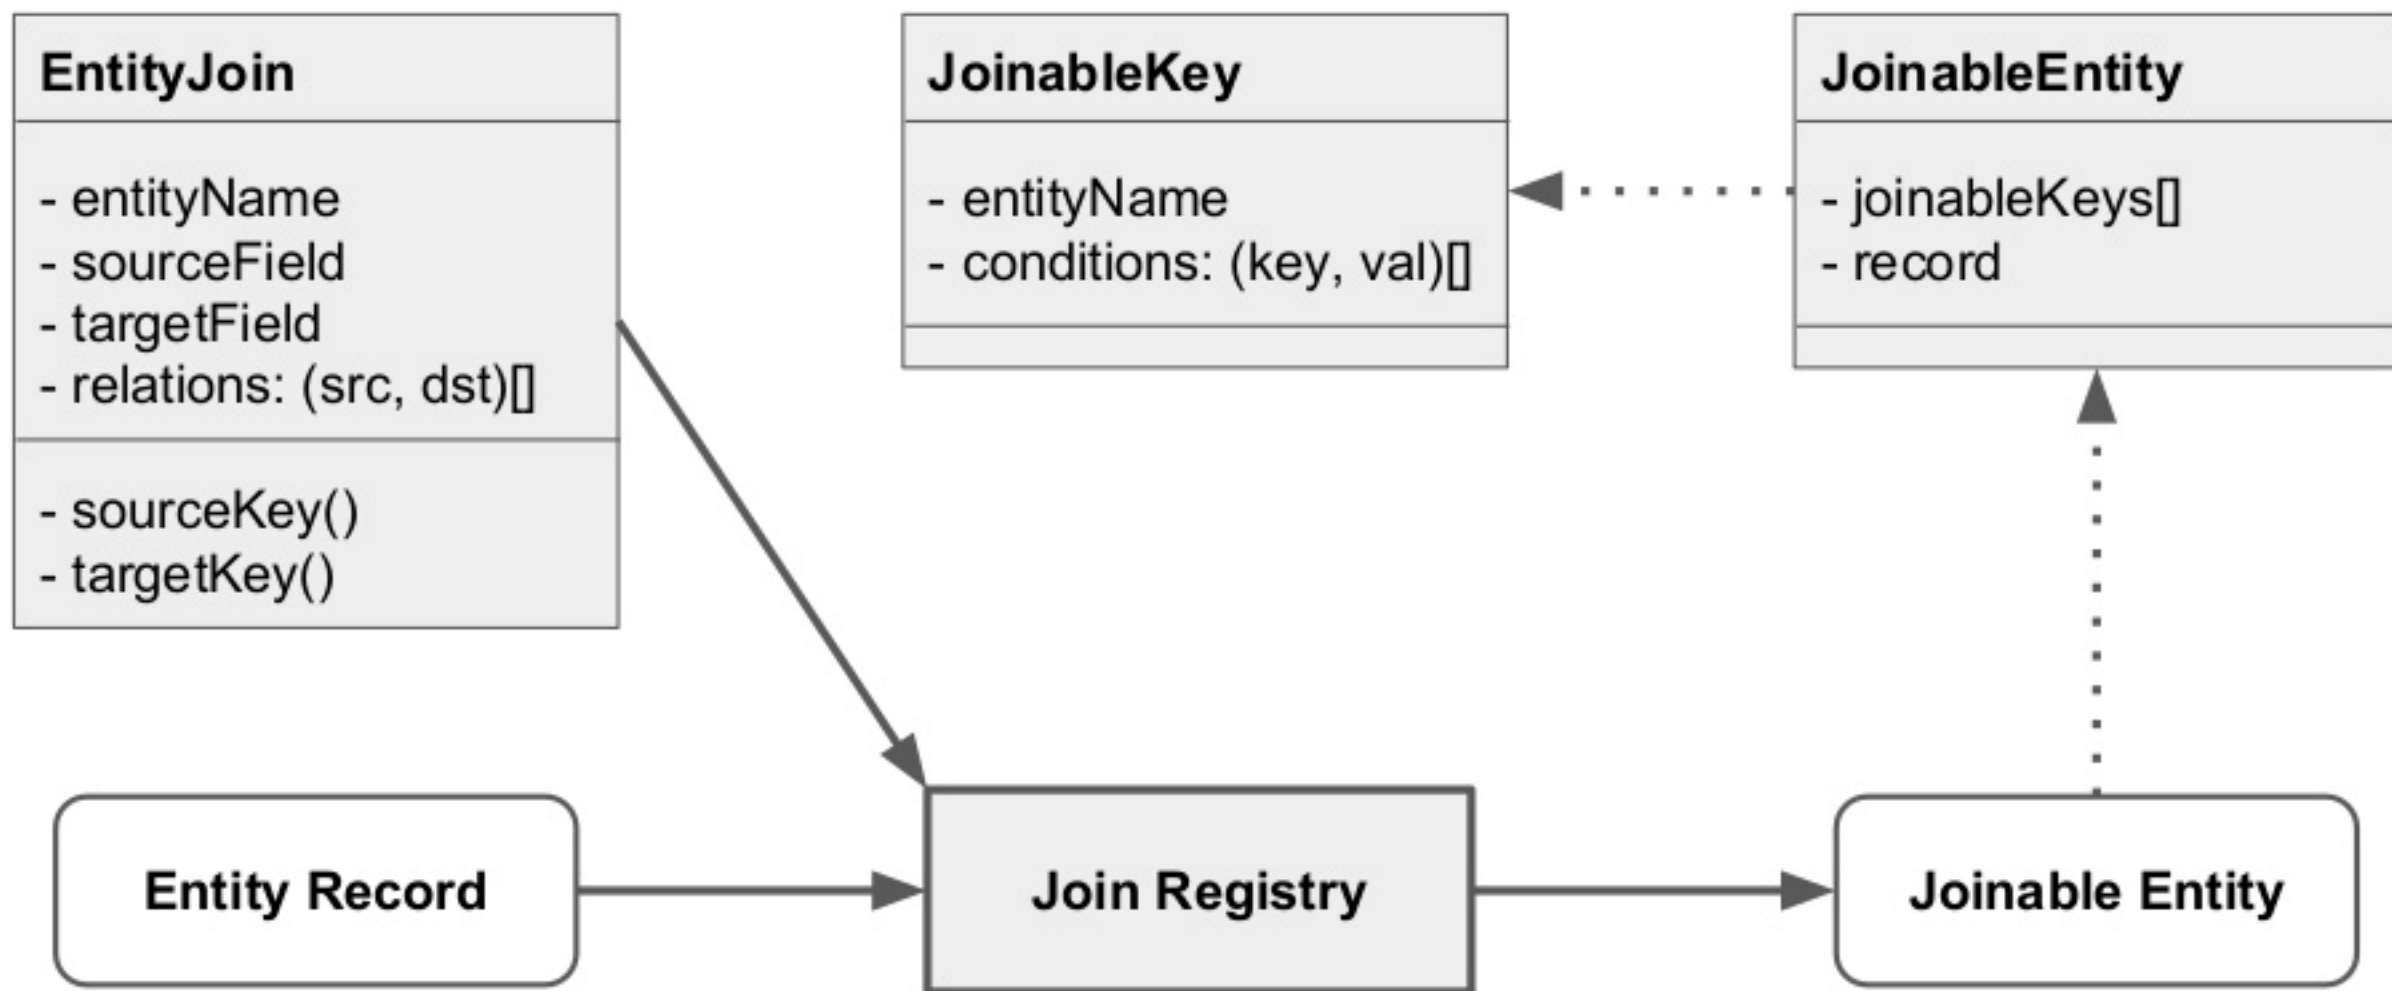 EntityJoin
- entityName
- sourceField
- targetField
- relations: (src, dst)[]
- sourceKey()
- targetKey()
JoinableKey
- entityName
- conditions: (key, val)[]
JoinableEntity
- joinableKeys[]
- record
Entity Record
Join Registry
Joinable Entity